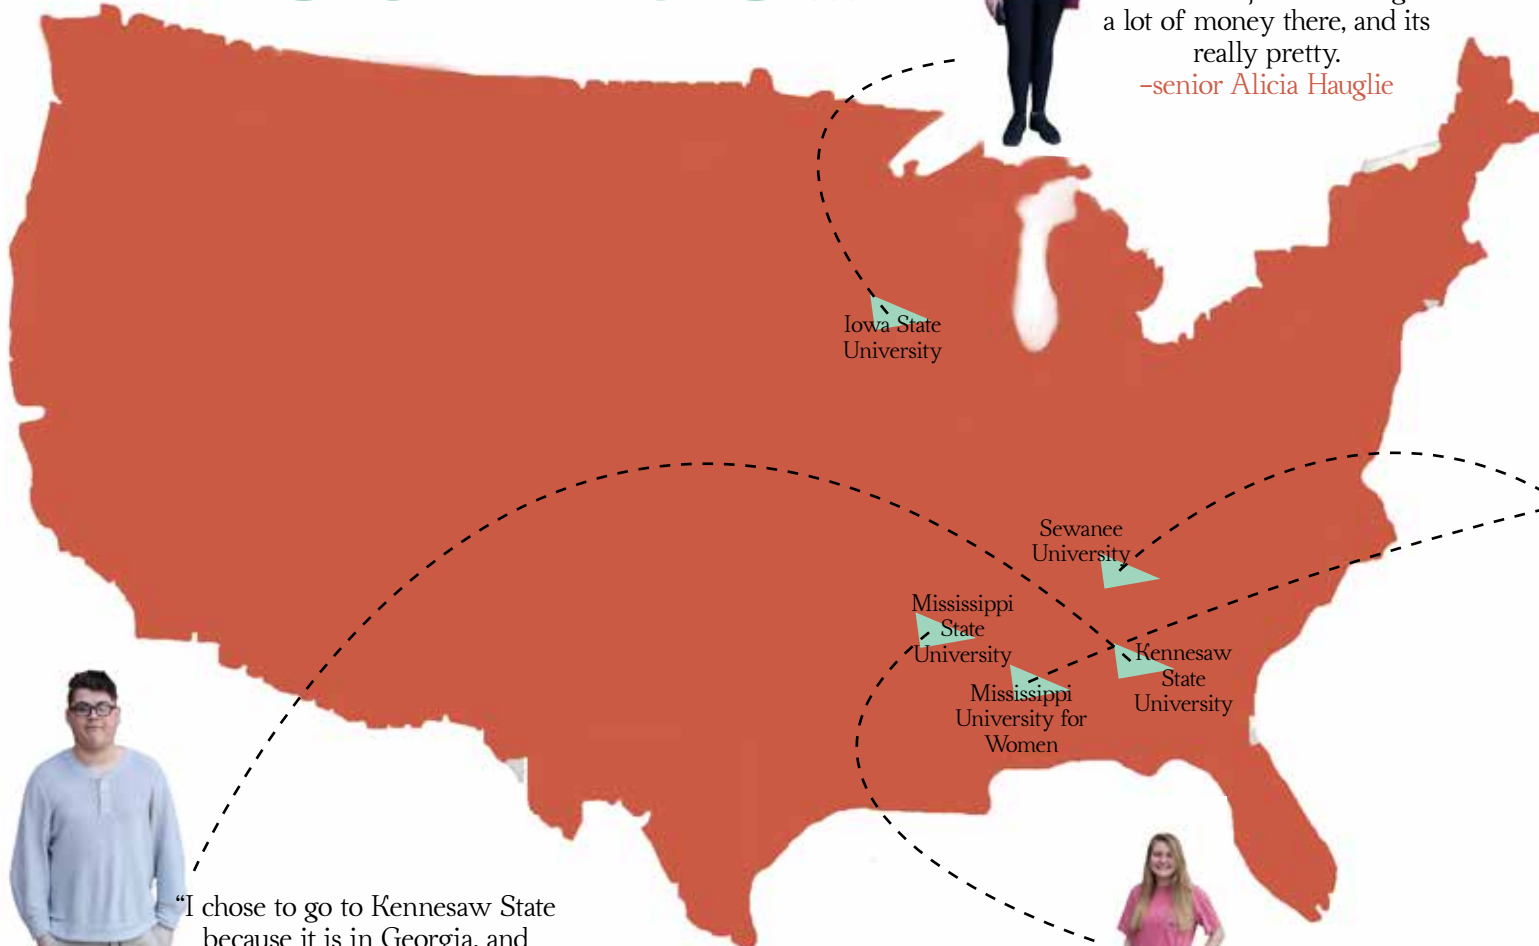 a lot of money there, and its
really pretty.
-senior Alicia Hauglie
Iowa State
University
Sewanee
University
Mississippi
State
University
Kennesaw
State
University
Mississippi
University for
Women
“I chose to go to Kennesaw State
because it is in Georgia, and